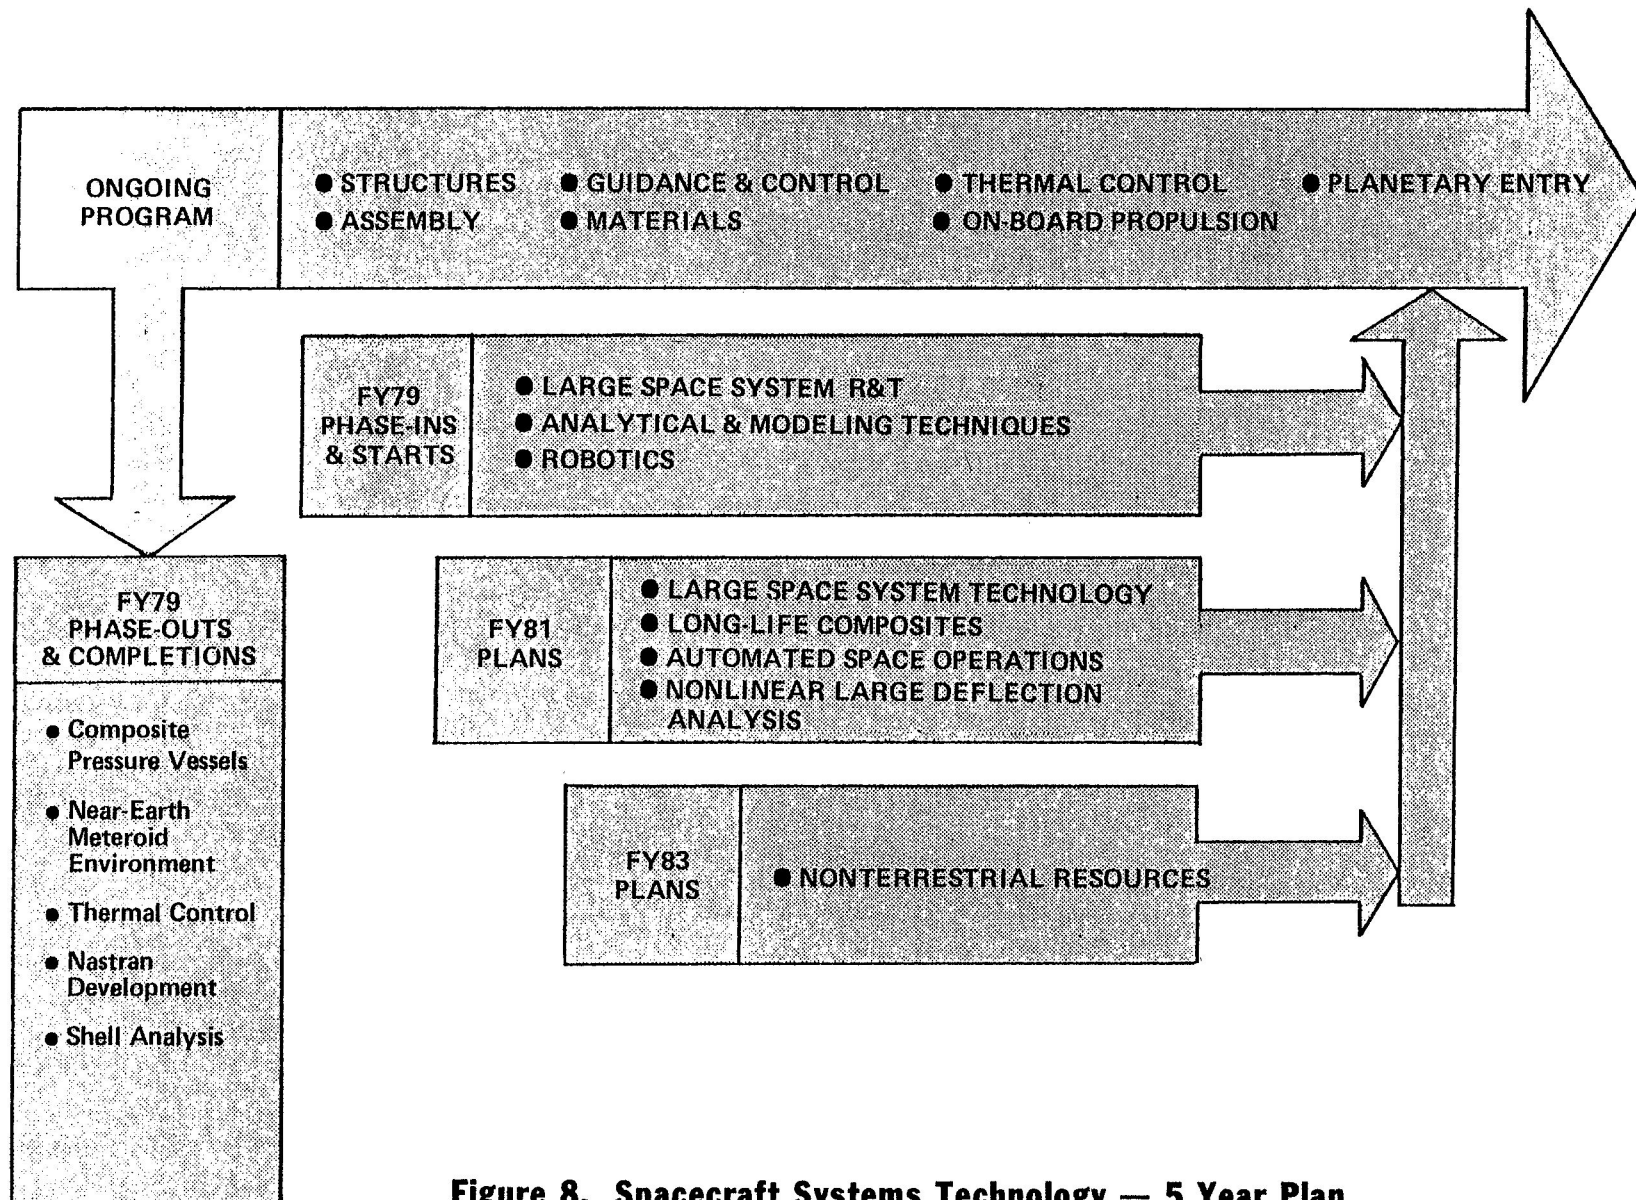 ONGOING
PROGRAM
● STRUCTURES
● ASSEMBLY
● GUIDANCE & CONTROL
● MATERIALS
● THERMAL CONTROL
● ON-BOARD PROPULSION
● PLANETARY ENTRY
FY79
PHASE-INS
& STARTS
● LARGE SPACE SYSTEM R&T
● ANALYTICAL & MODELING TECHNIQUES
● ROBOTICS
FY79
PHASE-OUTS
& COMPLETIONS
● Composite
Pressure Vessels
● Near-Earth
Meteroid
Environment
● Thermal Control
● Nastran
Development
● Shell Analysis
FY81
PLANS
● LARGE SPACE SYSTEM TECHNOLOGY
● LONG-LIFE COMPOSITES
● AUTOMATED SPACE OPERATIONS
● NONLINEAR LARGE DEFLECTION
ANALYSIS
FY83
PLANS
● NONTERRESTRIAL RESOURCES
Figure 8. Spacecraft Systems Technology — 5 Year Plan